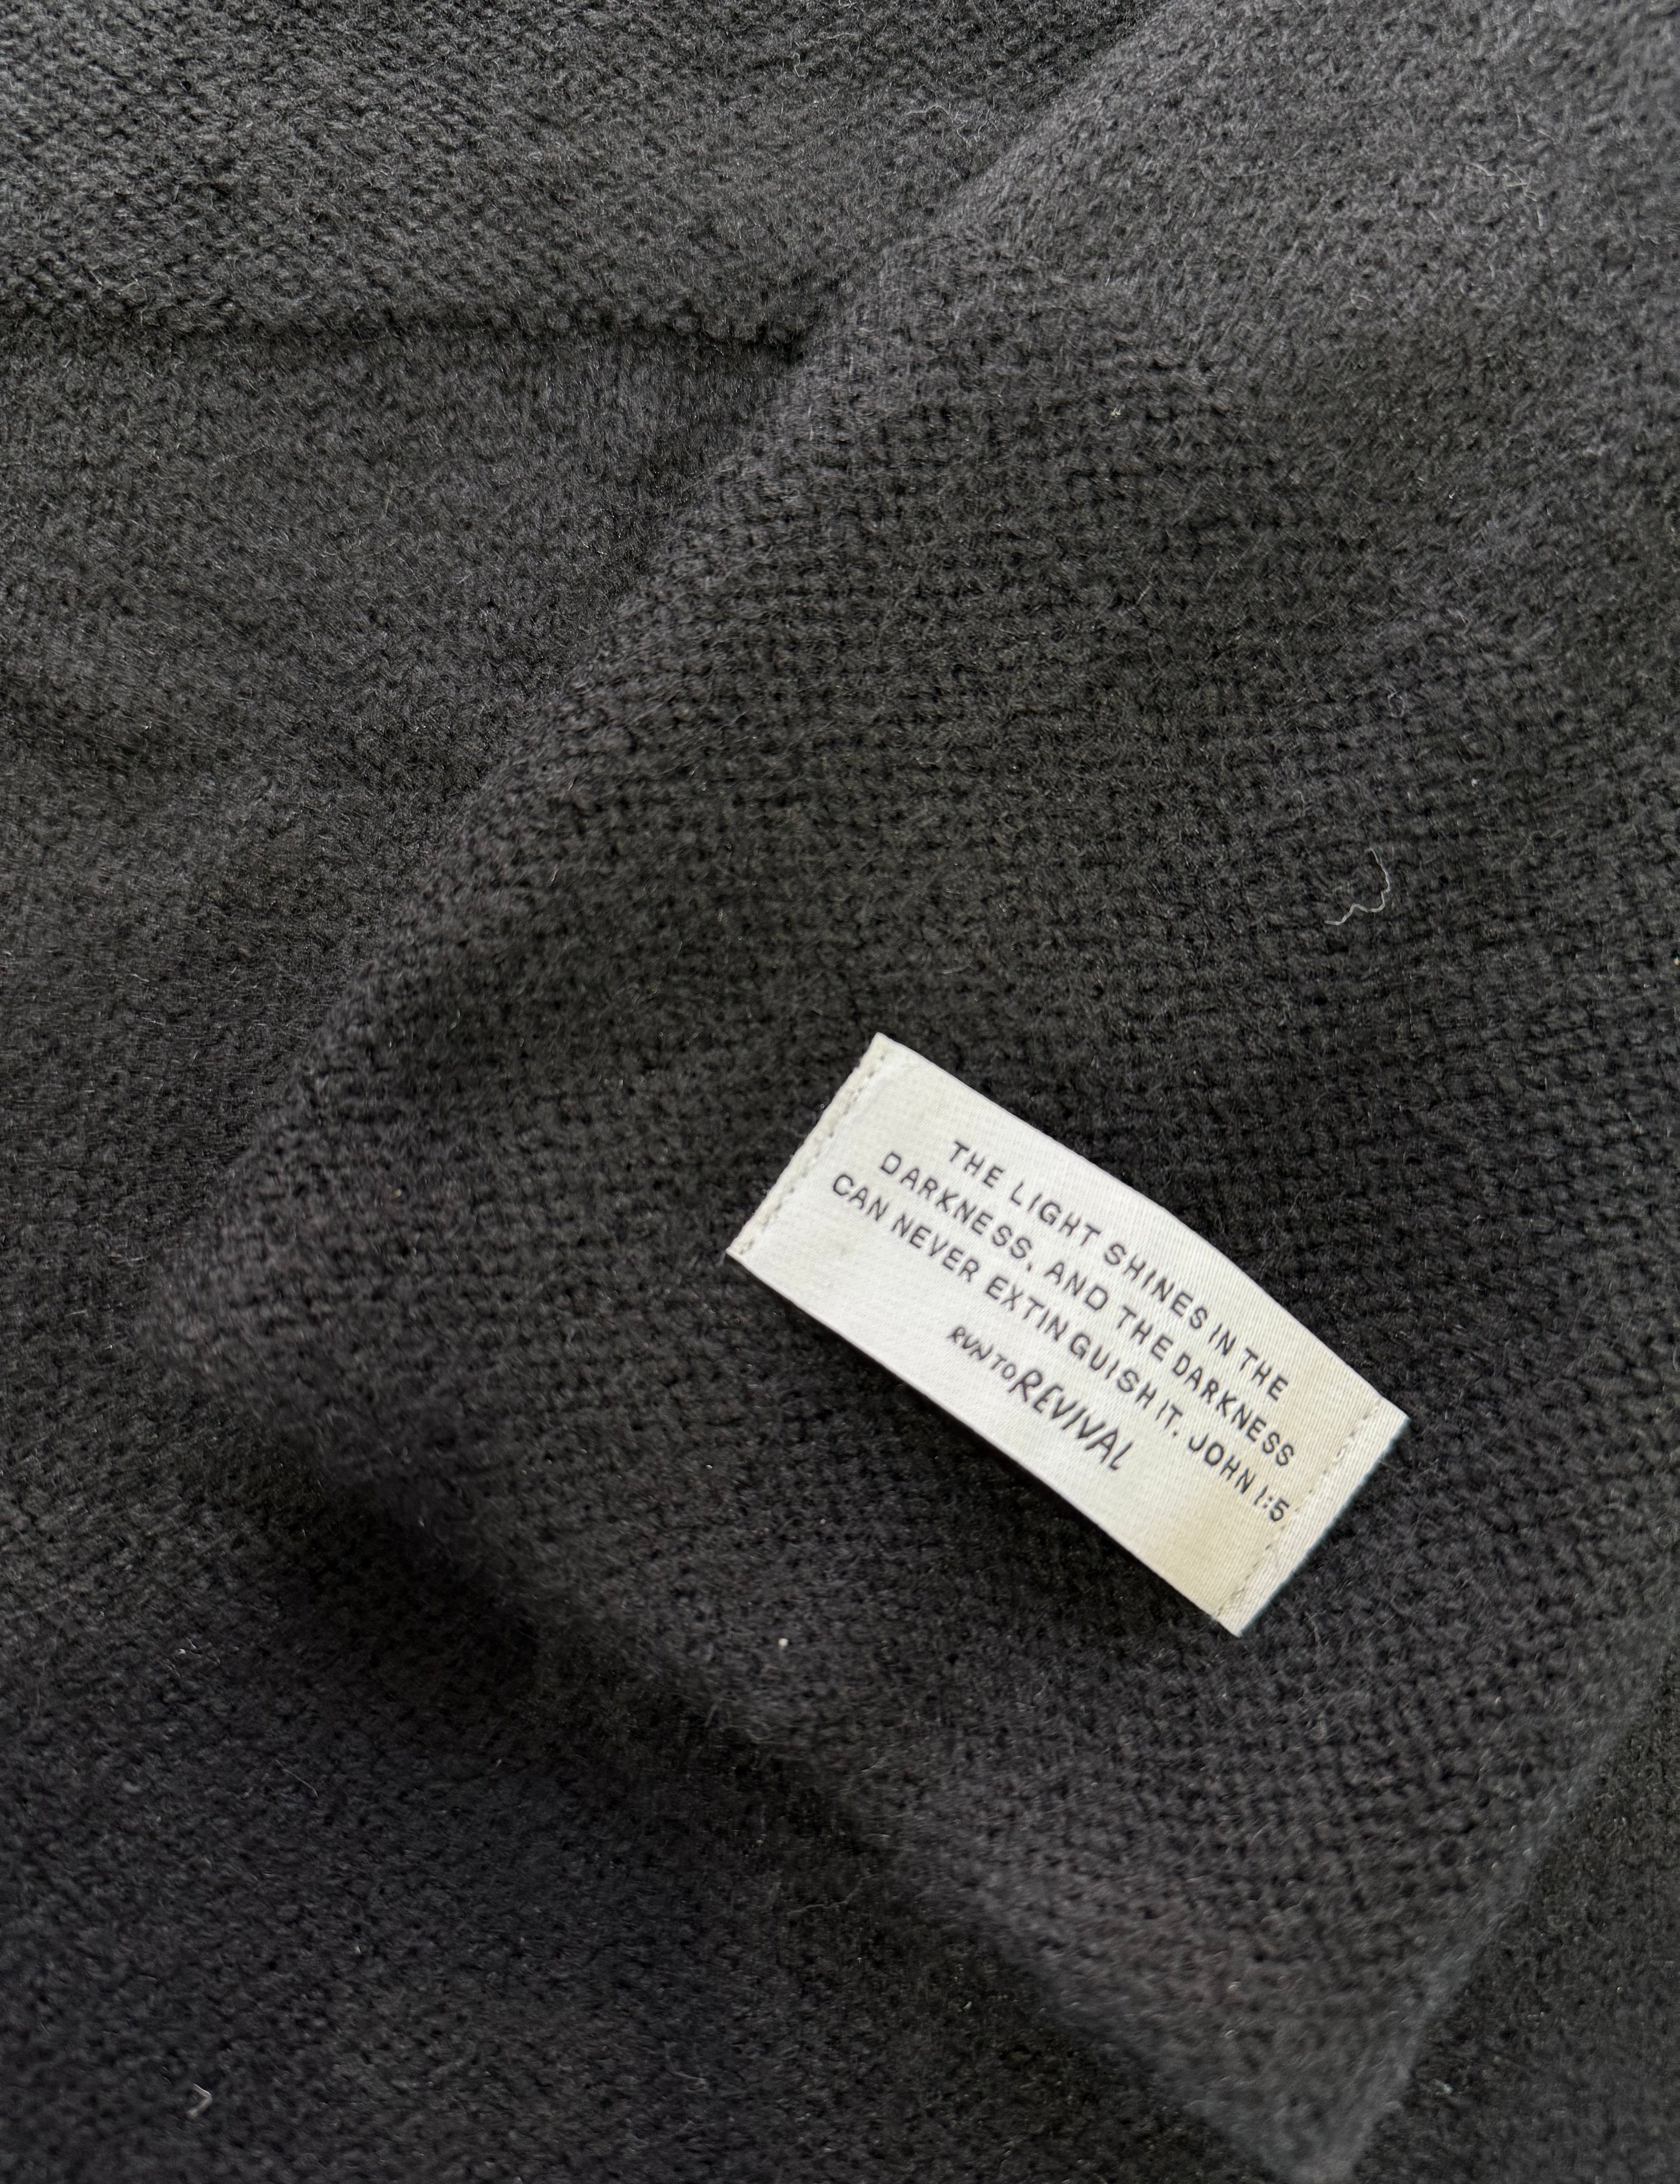 THE LIGHT SHINES IN THE
DARKNESS, AND THE DARKNESS
CAN NEVER EXTINGUISH IT. JOHN 1:5
RUN TO REVIVAL